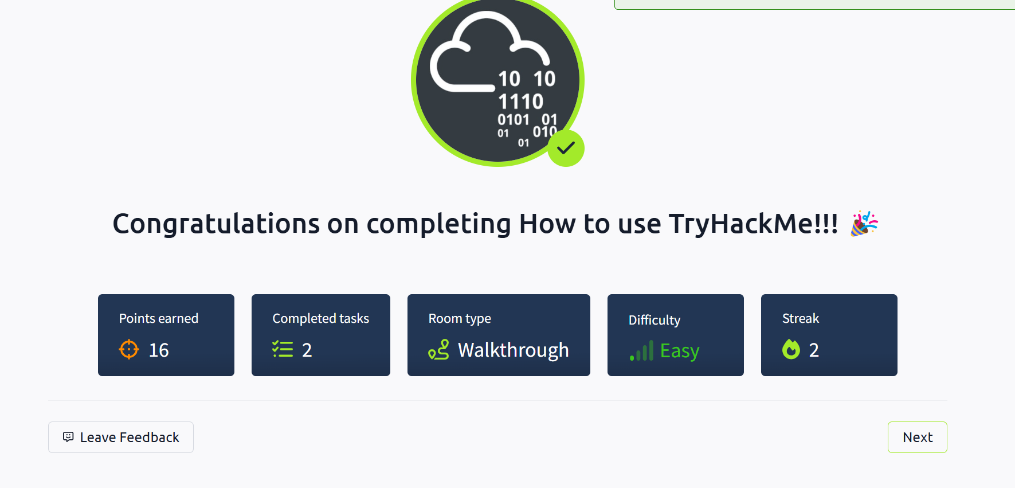 10 10
1110
0101 01
01 010
01
Congratulations on completing How to use TryHackMe!!! 🎉
Points earned
16
Completed tasks
2
Room type
Walkthrough
Difficulty
Easy
Streak
2
Leave Feedback
Next